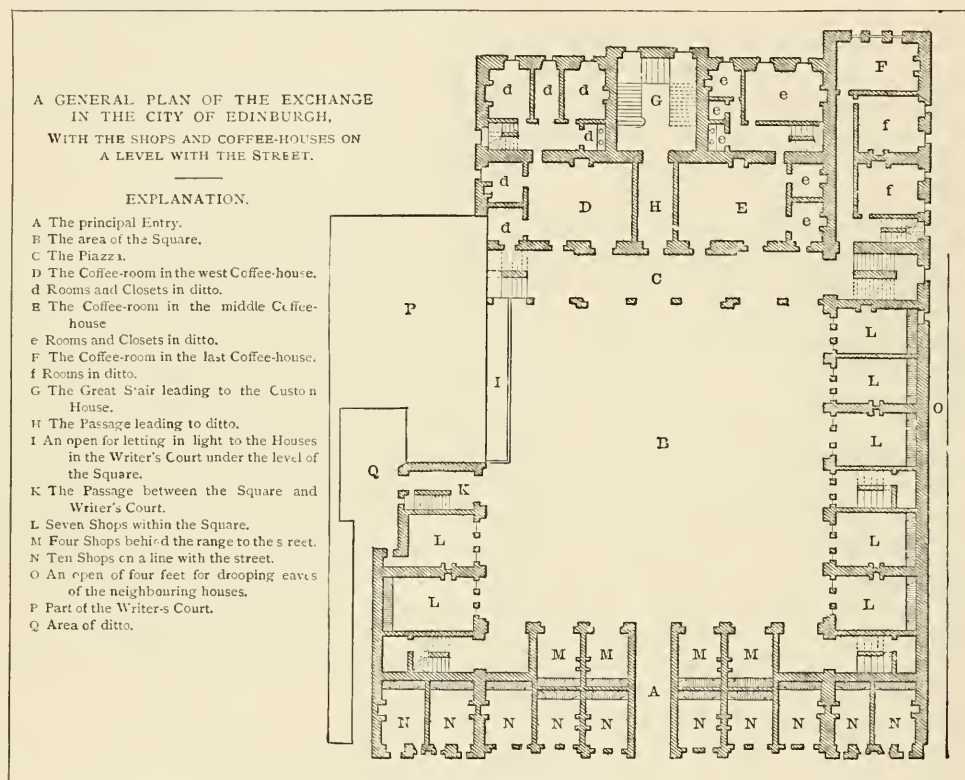 A GENERAL PLAN OF THE EXCHANGE
IN THE CITY OF EDINBURGH,
WITH THE SHOPS AND COFFEE-HOUSES ON
A LEVEL WITH THE STREET.
EXPLANATION.
A The principal Entry.
B The area of the Square.
C The Piazza.
D The Coffee-room in the west Coffee-house.
d Rooms and Closets in ditto.
E The Coffee-room in the middle Coffee-
house
e Rooms and Closets in ditto.
F The Coffee-room in the last Coffee-house.
f Rooms in ditto.
G The Great S'air leading to the Custon
House.
H The Passage leading to ditto.
I An open for letting in light to the Houses
in the Writer's Court under the level of
the Square.
K The Passage between the Square and
Writer's Court.
L Seven Shops within the Square.
M Four Shops behind the range to the s reet.
N Ten Shops on a line with the street.
O An open of four feet for drooping eaves
of the neighbouring houses.
P Part of the Writer-s Court.
Q Area of ditto.
F
d d d G e e
e f
d e
d e f
D H E
d e
C
P
L
I L O
B
L
Q K
L L
L L
M M M M
A
N N N N N N N N N N